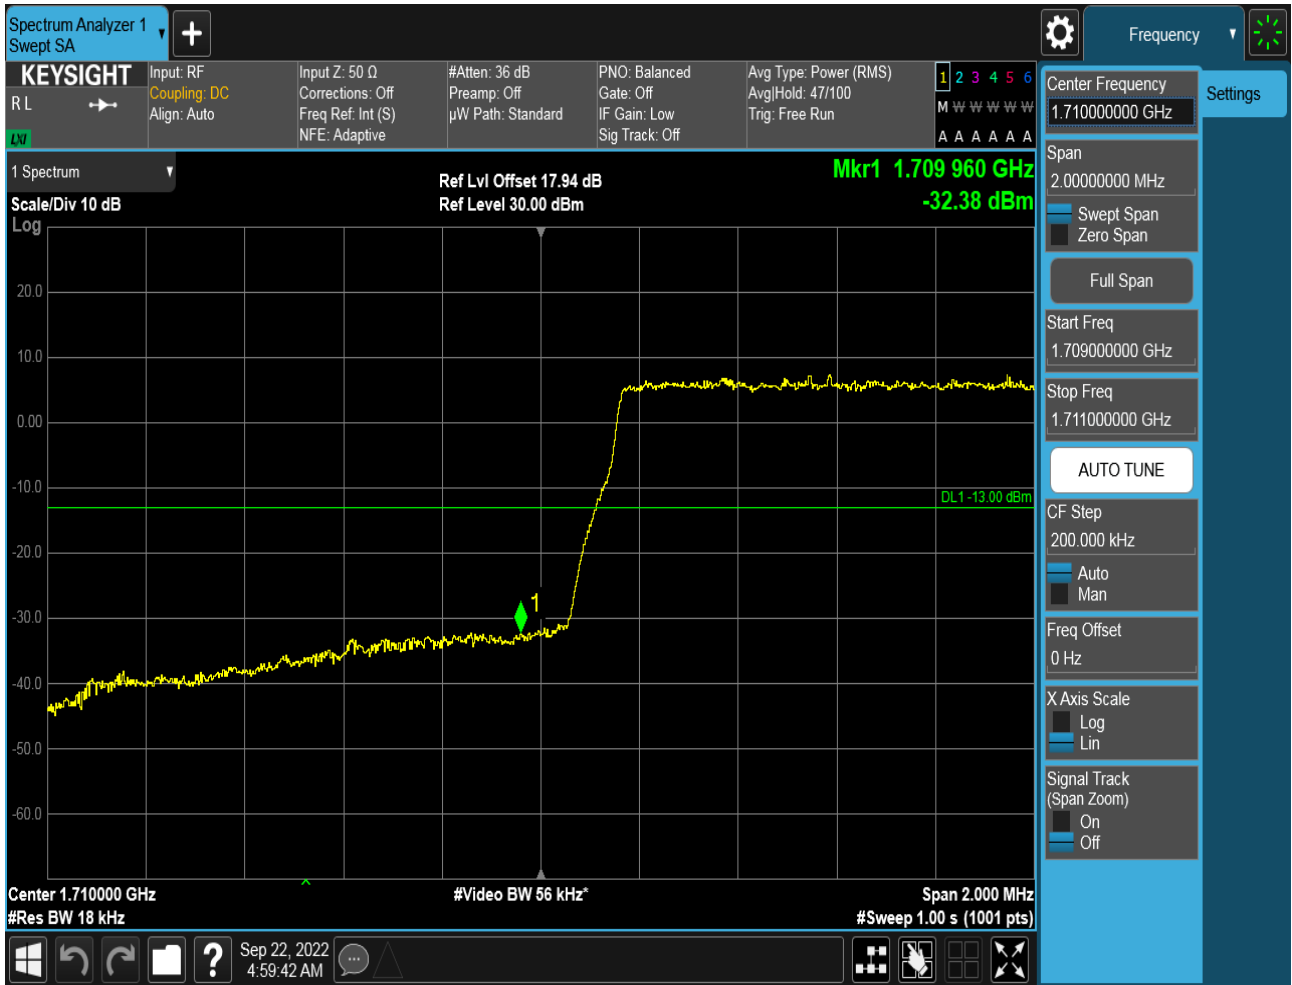 Spectrum Analyzer 1
Swept SA
Frequency
KEYSIGHT
R L
LXI
Input: RF
Coupling: DC
Align: Auto
Input Z: 50 Ω
Corrections: Off
Freq Ref: Int (S)
NFE: Adaptive
#Atten: 36 dB
Preamp: Off
µW Path: Standard
PNO: Balanced
Gate: Off
IF Gain: Low
Sig Track: Off
Avg Type: Power (RMS)
Avg|Hold: 47/100
Trig: Free Run
1 2 3 4 5 6
M W W W W W
A A A A A A
1 Spectrum
Scale/Div 10 dB
Log
Ref Lvl Offset 17.94 dB
Ref Level 30.00 dBm
Mkr1 1.709 960 GHz
-32.38 dBm
20.0
10.0
0.00
-10.0
DL1 -13.00 dBm
-20.0
1
-30.0
-40.0
-50.0
-60.0
Center 1.710000 GHz
#Video BW 56 kHz*
Span 2.000 MHz
#Res BW 18 kHz
#Sweep 1.00 s (1001 pts)
Sep 22, 2022
4:59:42 AM
Center Frequency
1.710000000 GHz
Settings
Span
2.00000000 MHz
Swept Span
Zero Span
Full Span
Start Freq
1.709000000 GHz
Stop Freq
1.711000000 GHz
AUTO TUNE
CF Step
200.000 kHz
Auto
Man
Freq Offset
0 Hz
X Axis Scale
Log
Lin
Signal Track
(Span Zoom)
On
Off